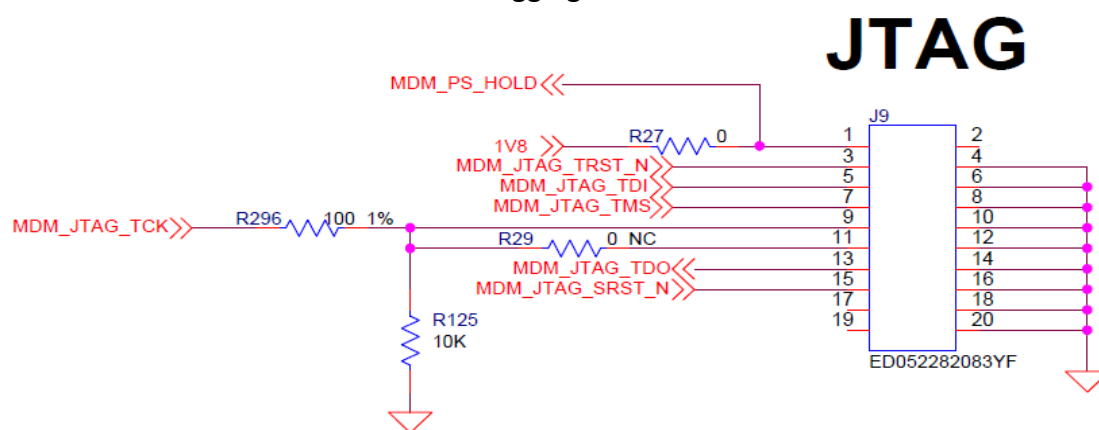 gging
JTAG
MDM_PS_HOLD
J9
1V8
R27 0
1 2
MDM_JTAG_TRST_N
3 4
MDM_JTAG_TDI
5 6
MDM_JTAG_TMS
7 8
MDM_JTAG_TCK
R296 100 1%
9 10
R29 0 NC
11 12
MDM_JTAG_TDO
13 14
MDM_JTAG_SRST_N
15 16
17 18
19 20
R125
10K
ED052282083YF